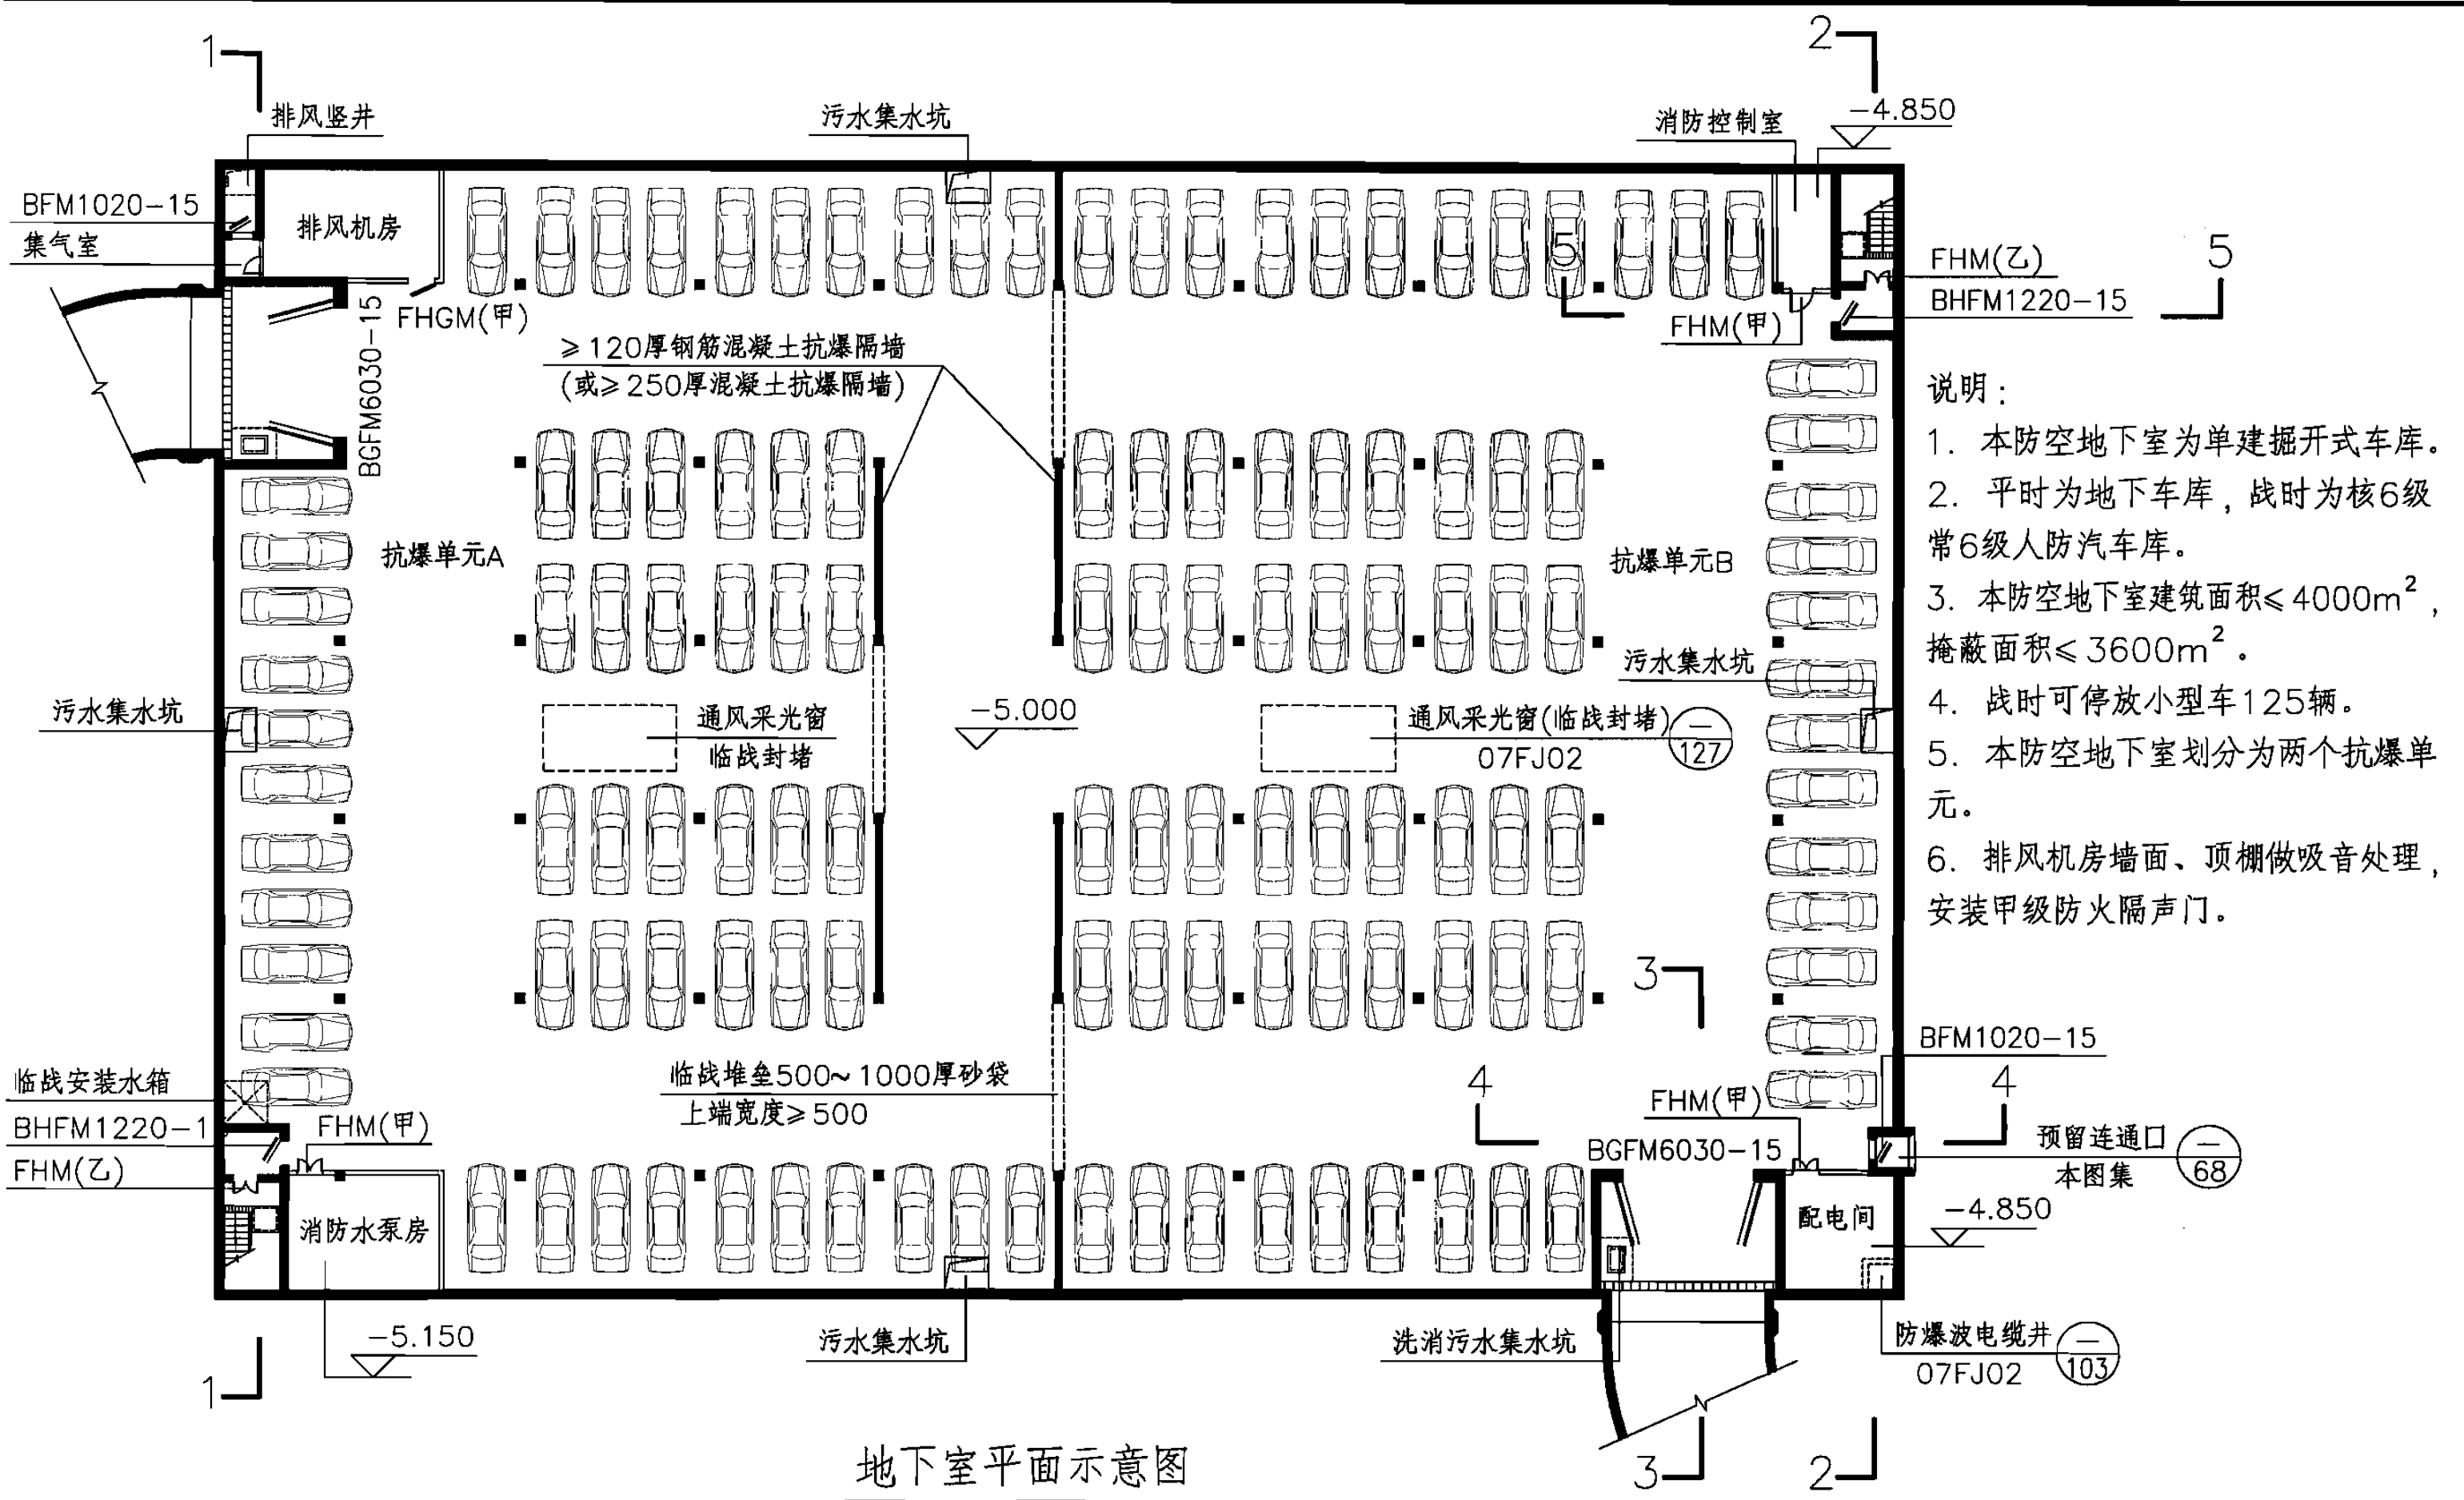 1
2
排风竖井
污水集水坑
消防控制室
-4.850
BFM1020-15
集气室
排风机房
FHGM(甲)
BGFM6030-15
5
FHM(甲)
FHM(乙)
BHFM1220-15
5
≥120厚钢筋混凝土抗爆隔墙
(或≥250厚混凝土抗爆隔墙)
抗爆单元A
抗爆单元B
污水集水坑
污水集水坑
通风采光窗
临战封堵
-5.000
通风采光窗(临战封堵)
07FJ02
—
127
说明：
1. 本防空地下室为单建掘开式车库。
2. 平时为地下车库，战时为核6级
常6级人防汽车库。
3. 本防空地下室建筑面积≤4000m²，
掩蔽面积≤3600m²。
4. 战时可停放小型车125辆。
5. 本防空地下室划分为两个抗爆单
元。
6. 排风机房墙面、顶棚做吸音处理，
安装甲级防火隔声门。
3
临战安装水箱
BHFM1220-1
FHM(乙)
FHM(甲)
消防水泵房
临战堆垒500~1000厚砂袋
上端宽度≥500
4
FHM(甲)
BGFM6030-15
BFM1020-15
4
预留连通口
本图集
—
68
配电间
-4.850
-5.150
污水集水坑
洗消污水集水坑
防爆波电缆井
07FJ02
—
103
1
3
2
地下室平面示意图